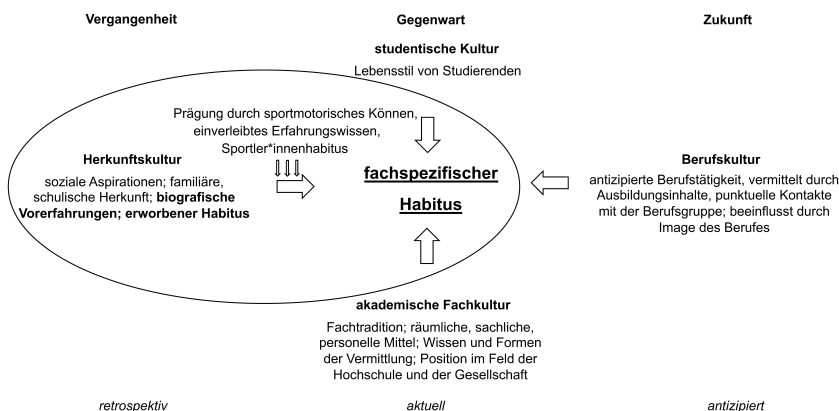 Vergangenheit
Gegenwart
Zukunft
studentische Kultur
Lebensstil von Studierenden
Prägung durch sportmotorisches Können,
einverleibtes Erfahrungswissen,
Sportler*innenhabitus
Herkunftskultur
soziale Aspirationen; familiäre,
schulische Herkunft; biografische
Vorerfahrungen; erworbener Habitus
fachspezifischer
Habitus
Berufskultur
antizipierte Berufstätigkeit, vermittelt durch
Ausbildungsinhalte, punktuelle Kontakte
mit der Berufsgruppe; beeinflusst durch
Image des Berufes
akademische Fachkultur
Fachtradition; räumliche, sachliche,
personelle Mittel; Wissen und Formen
der Vermittlung; Position im Feld der
Hochschule und der Gesellschaft
retrospektiv
aktuell
antizipiert